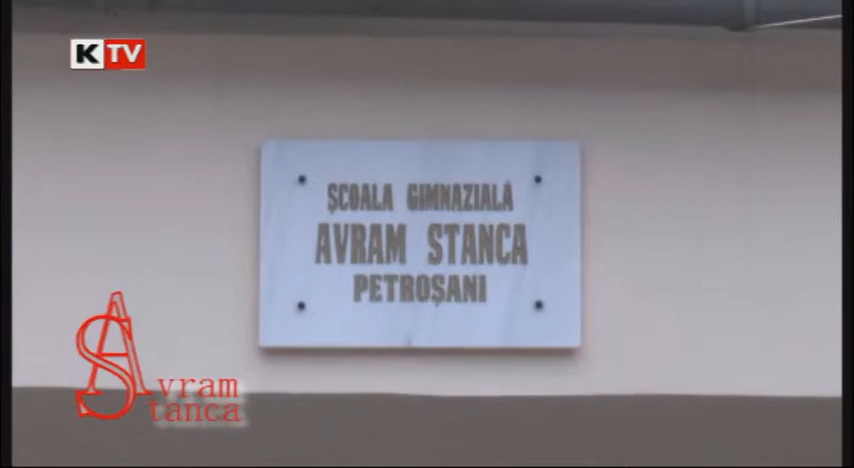 KTV
ŞCOALA GIMNAZIALĂ
AVRAM STANCA
PETROŞANI
Avram
Stanca